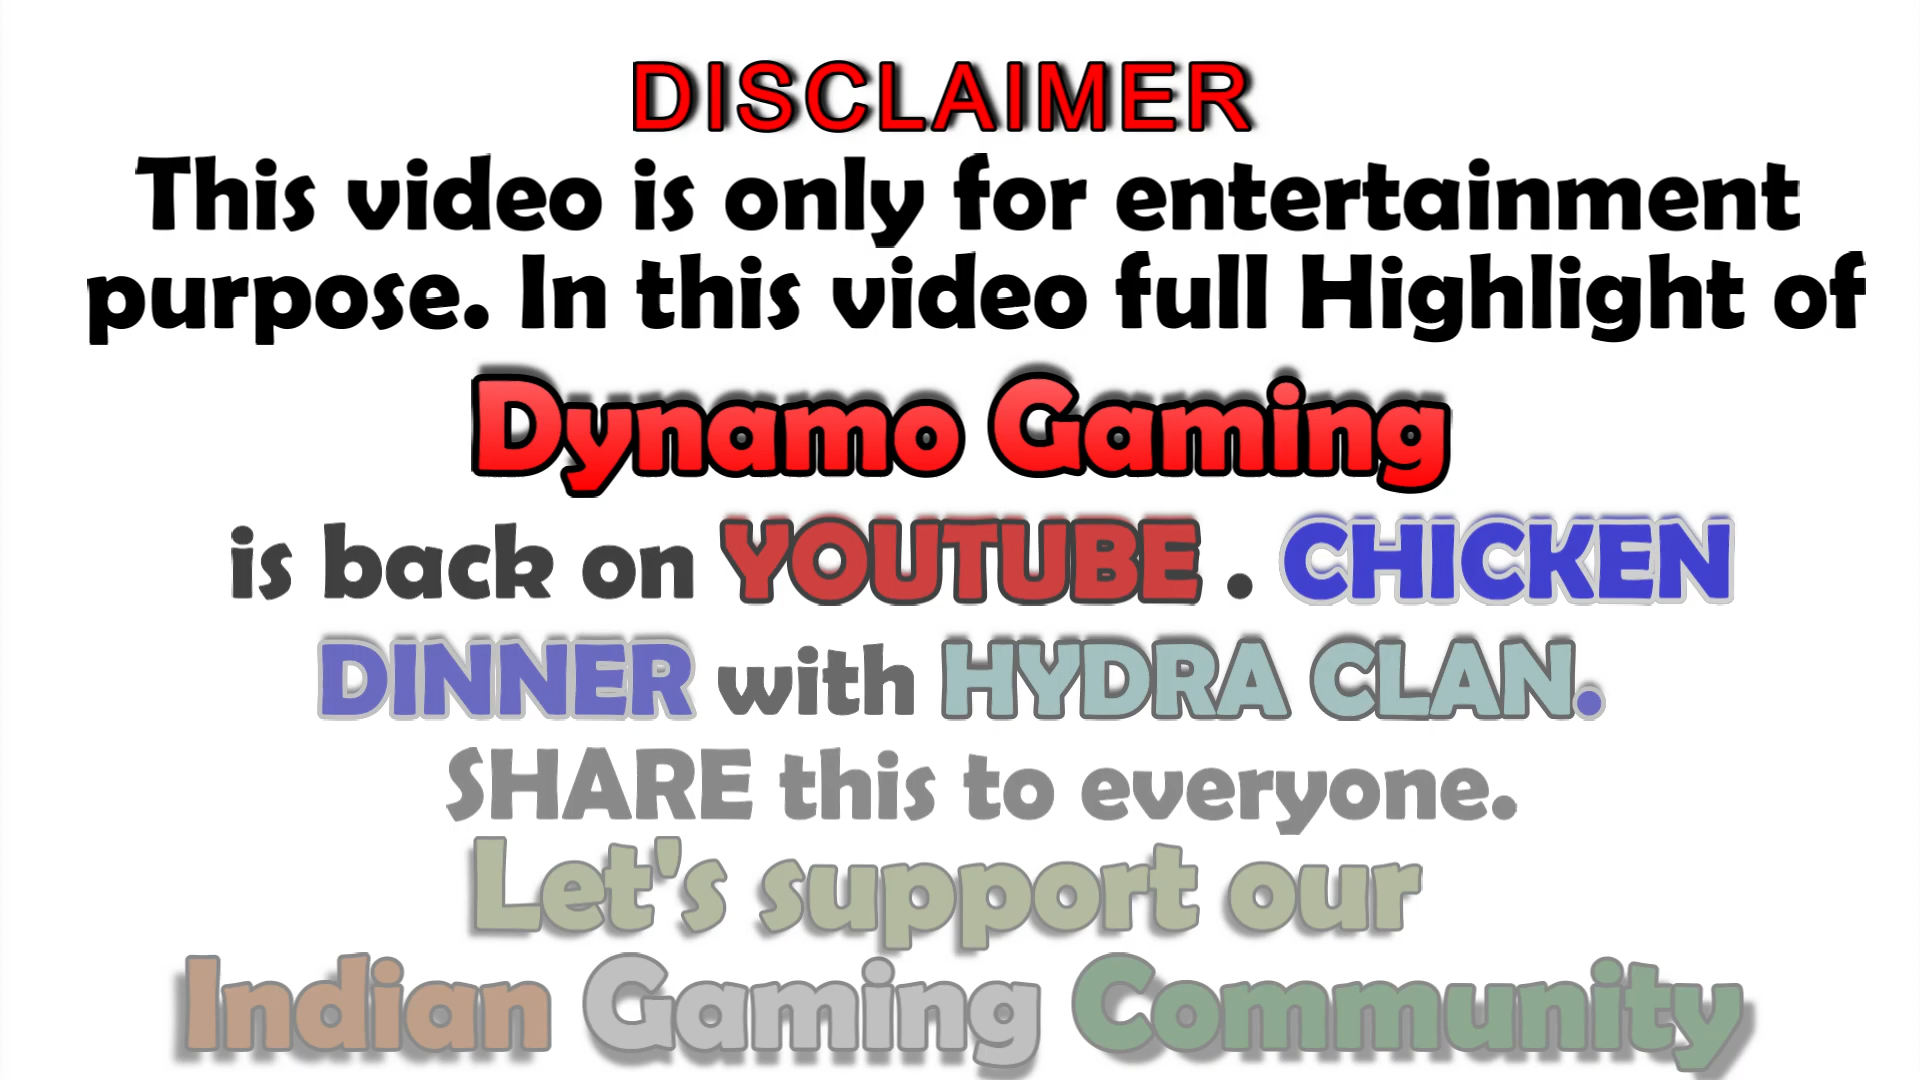 DISCLAIMER
This video is only for entertainment
purpose. In this video full Highlight of
Dynamo Gaming
is back on YOUTUBE . CHICKEN
DINNER with HYDRA CLAN.
SHARE this to everyone.
Let's support our
Indian Gaming Community